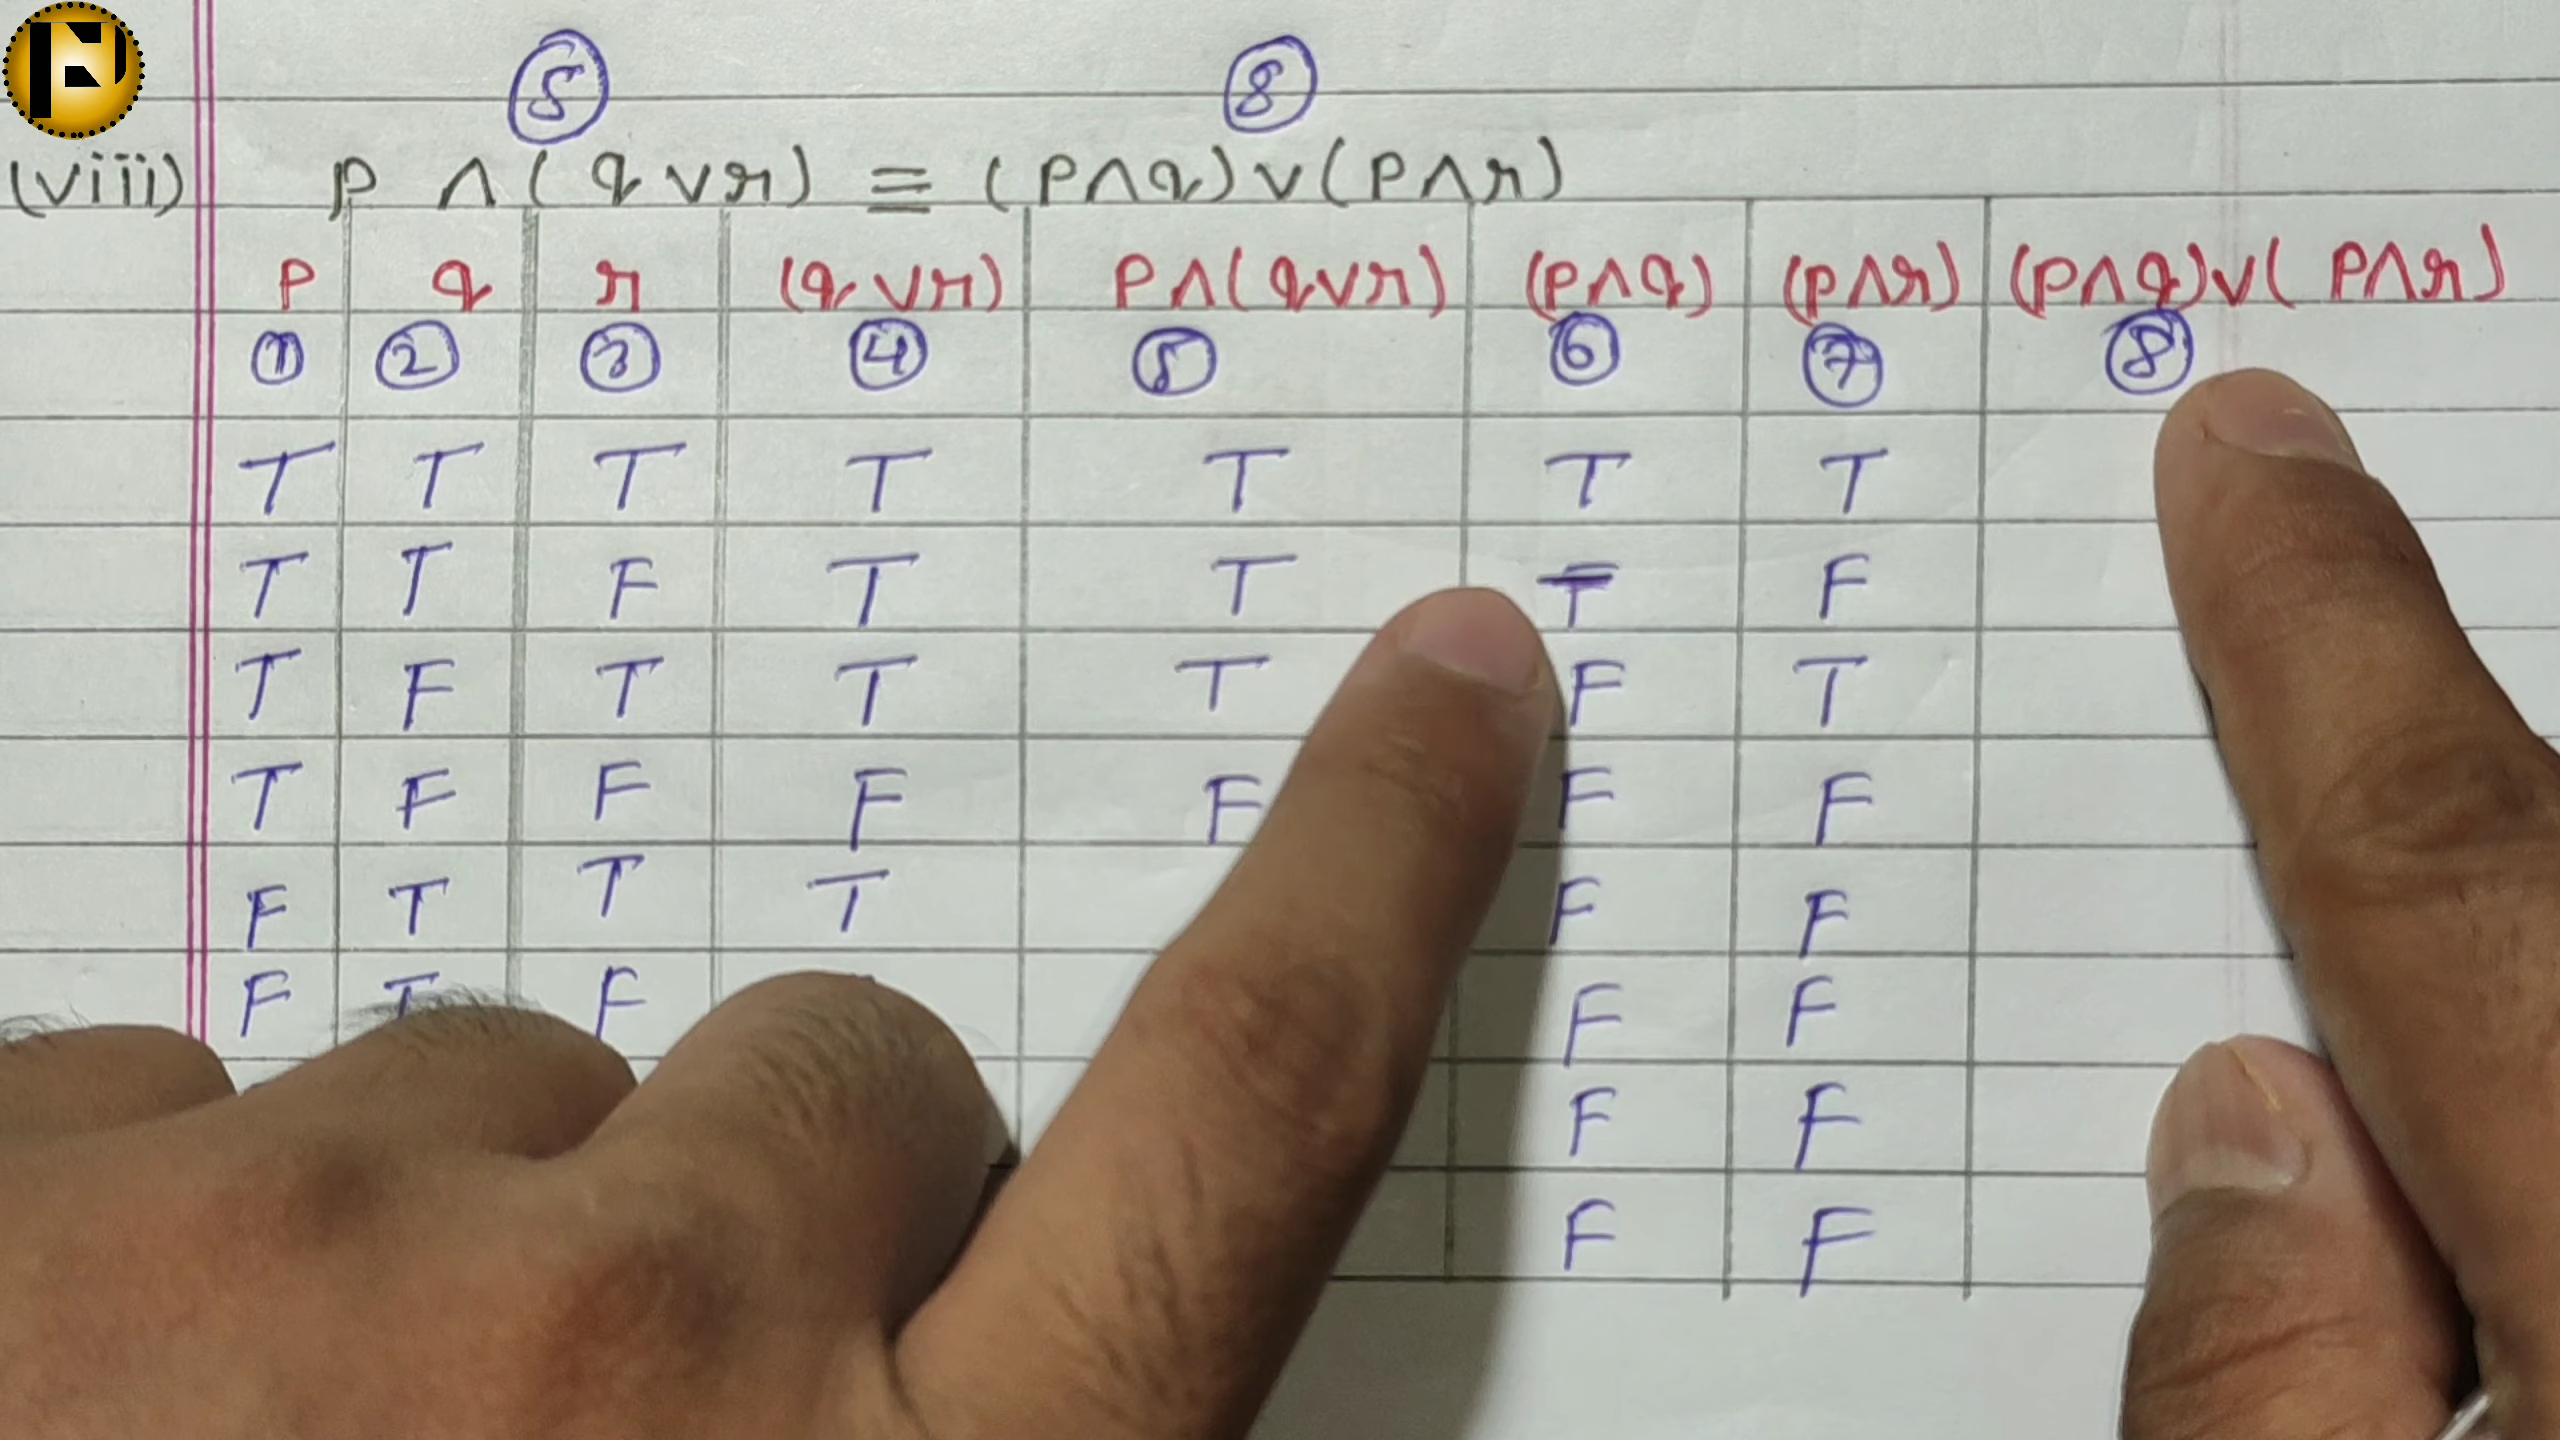 ⑤ ⑧
(viii) p ∧ ( q ∨ r ) ≡ ( p ∧ q ) ∨ ( p ∧ r )
p q r (q ∨ r) p ∧ ( q ∨ r ) (p ∧ q) (p ∧ r) (p ∧ q) ∨ ( p ∧ r )
① ② ③ ④ ⑤ ⑥ ⑦ ⑧
T T T T T T T
T T F T T T F
T F T T T F T
T F F F F F F
F T T T F F
F T F F F
F F
F F